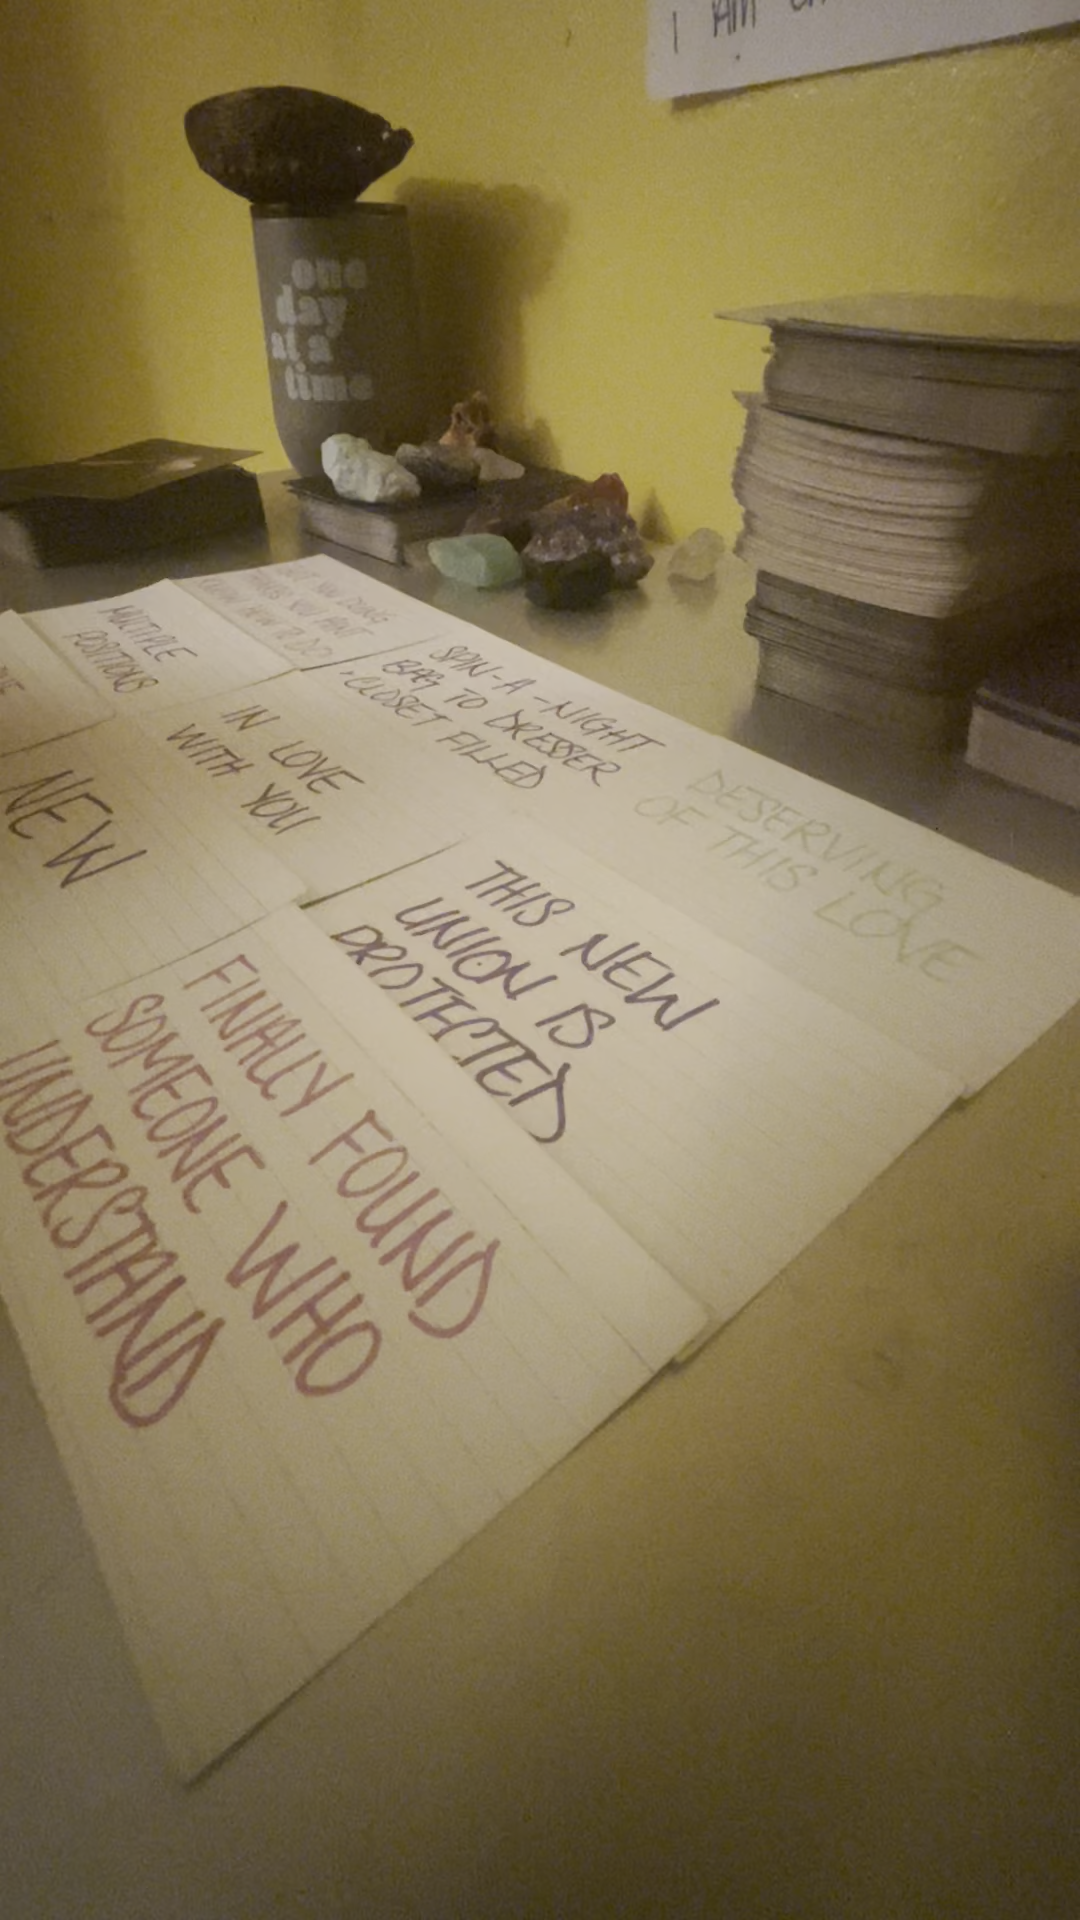 I AM
one
day
at a
time
MULTIPLE
POSITIONS
SPIN-A-NIGHT
BAG TO DRESSER
CLOSET FILLED
IN LOVE
WITH YOU
DESERVING
OF THIS LOVE
NEW
THIS NEW
UNION IS
PROTECTED
FINALLY FOUND
SOMEONE WHO
UNDERSTAND